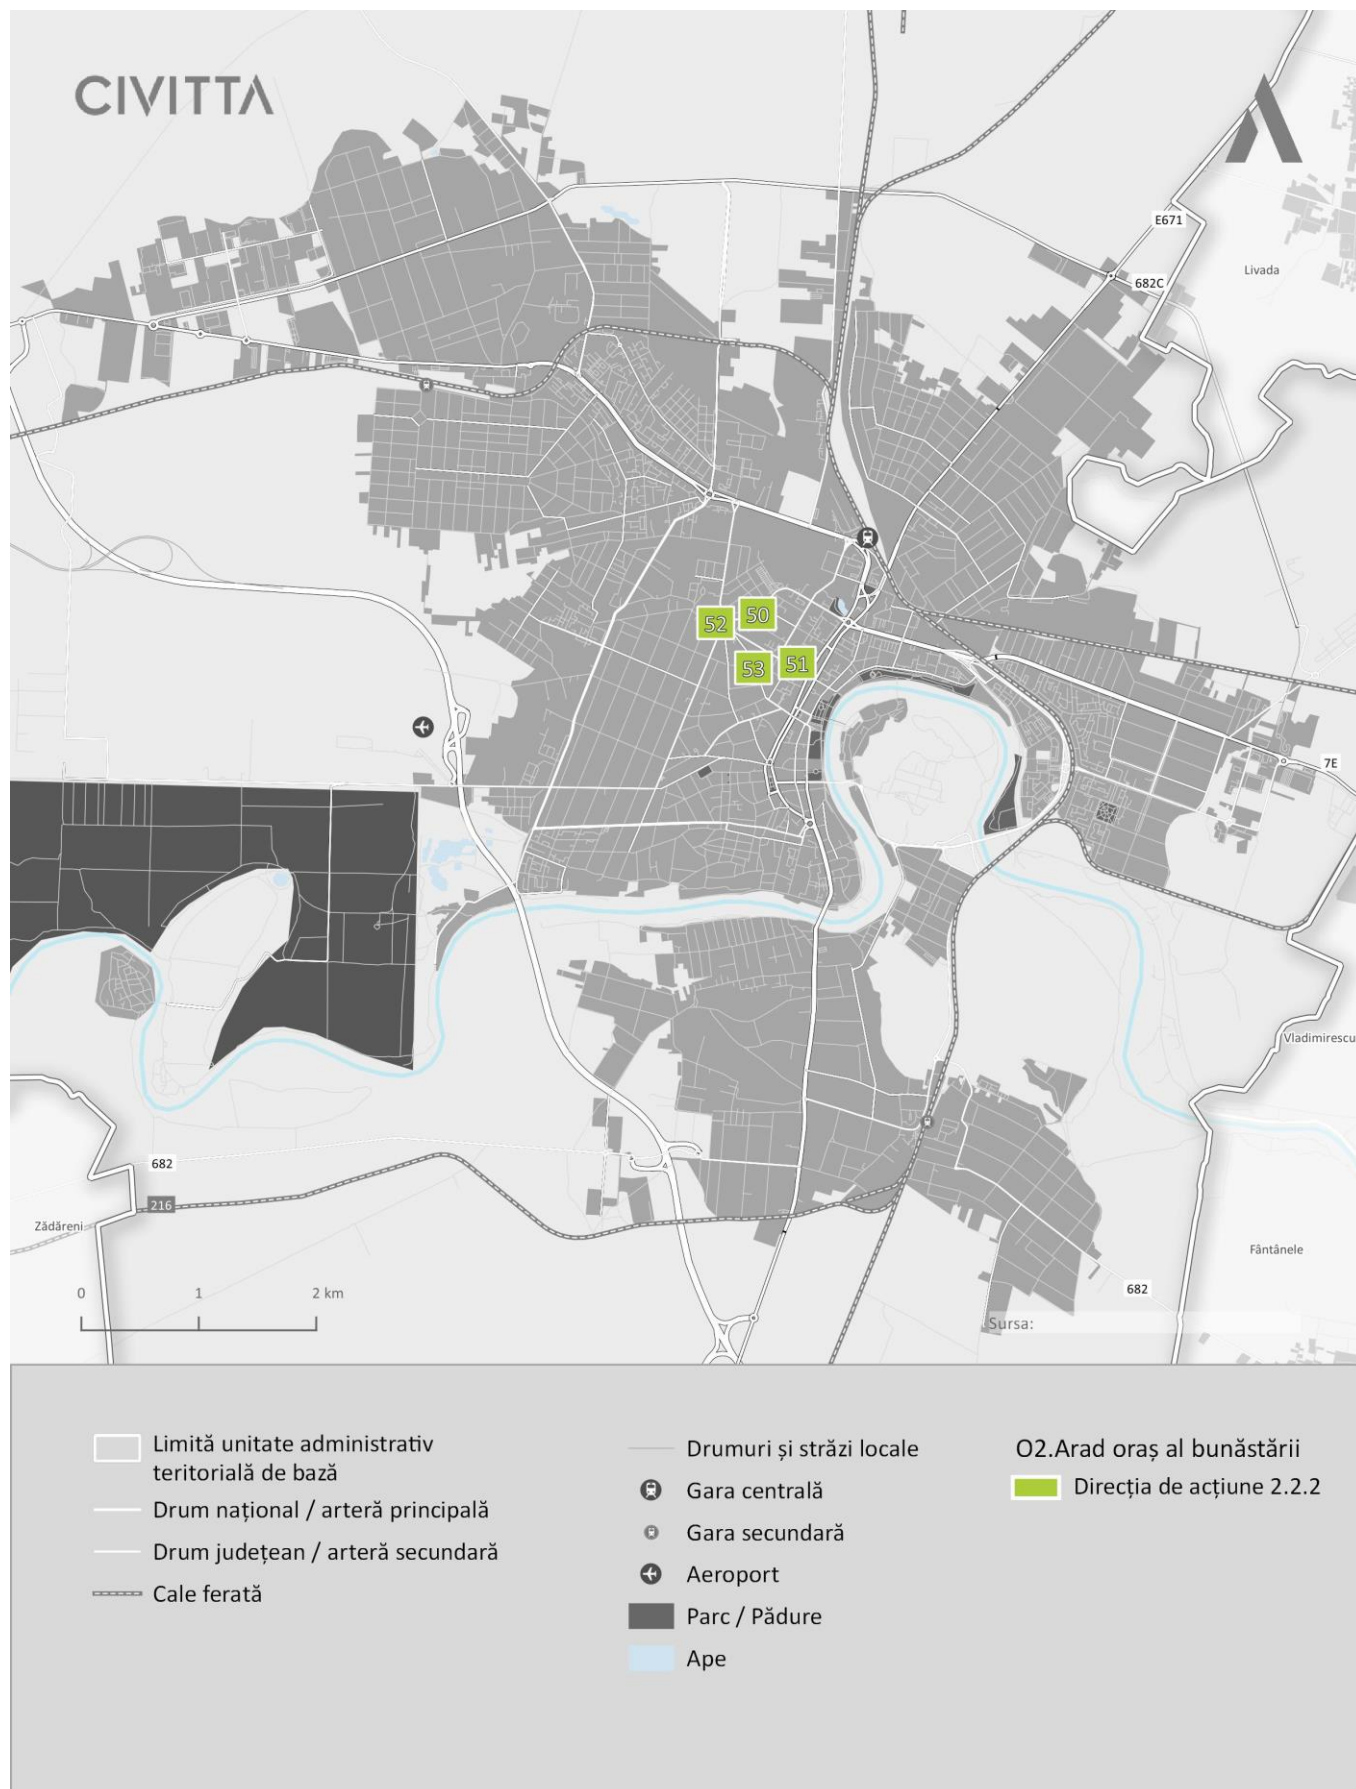 CIVITTA
E671
Livada
682C
52
50
53
51
7E
Vladimirescu
682
216
Zădăreni
Fântânele
0 1 2 km
682
Sursa:
Limită unitate administrativ
teritorială de bază
Drum național / arteră principală
Drum județean / arteră secundară
Cale ferată
Drumuri și străzi locale
Gara centrală
Gara secundară
Aeroport
Parc / Pădure
Ape
O2.Arad oraș al bunăstării
Direcția de acțiune 2.2.2